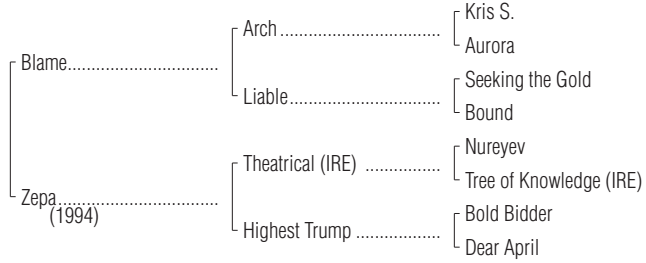 Kris S.
Arch ..............................
Aurora
Blame..............................
Seeking the Gold
Liable..............................
Bound
Nureyev
Theatrical (IRE) ...............
Tree of Knowledge (IRE)
Zepa................................
(1994)
Bold Bidder
Highest Trump .................
Dear April